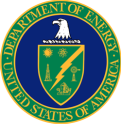 DEPARTMENT OF ENERGY
UNITED STATES OF AMERICA